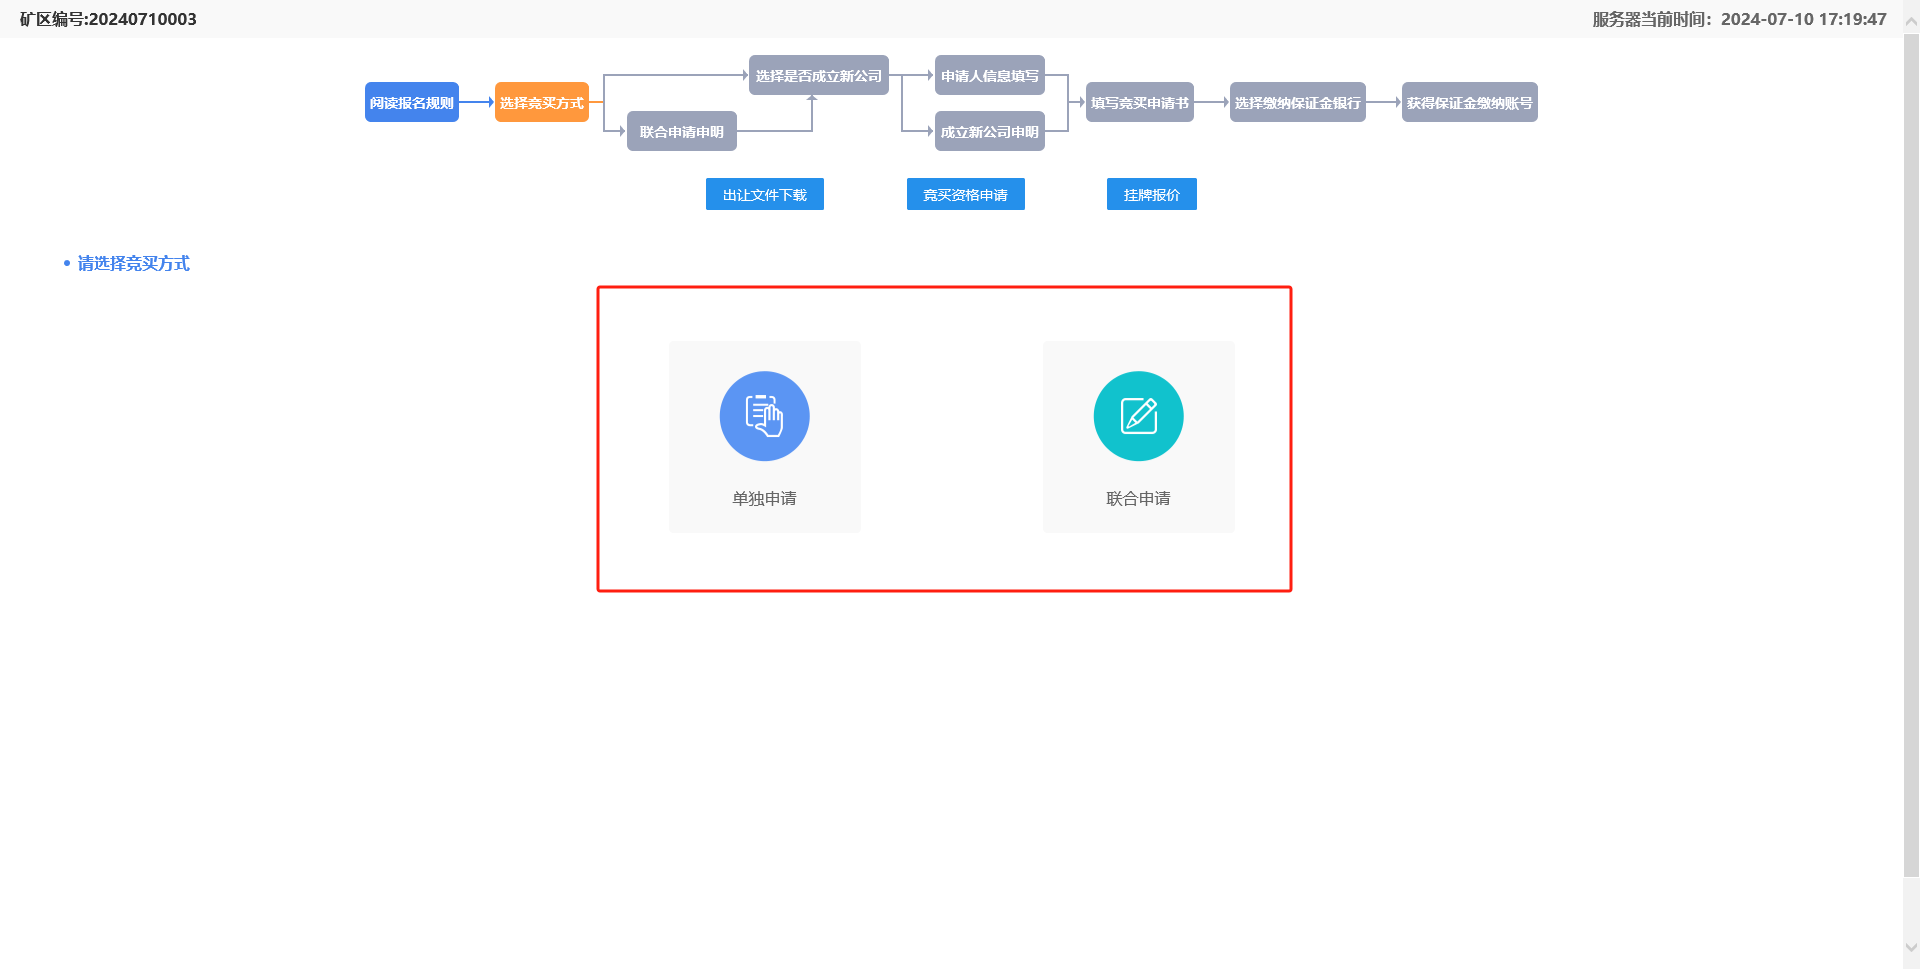 矿区编号:20240710003
服务器当前时间：2024-07-10 17:19:47
阅读报名规则
选择竞买方式
选择是否成立新公司
联合申请申明
申请人信息填写
成立新公司申明
填写竞买申请书
选择缴纳保证金银行
获得保证金缴纳账号
出让文件下载
竞买资格申请
挂牌报价
请选择竞买方式
单独申请
联合申请